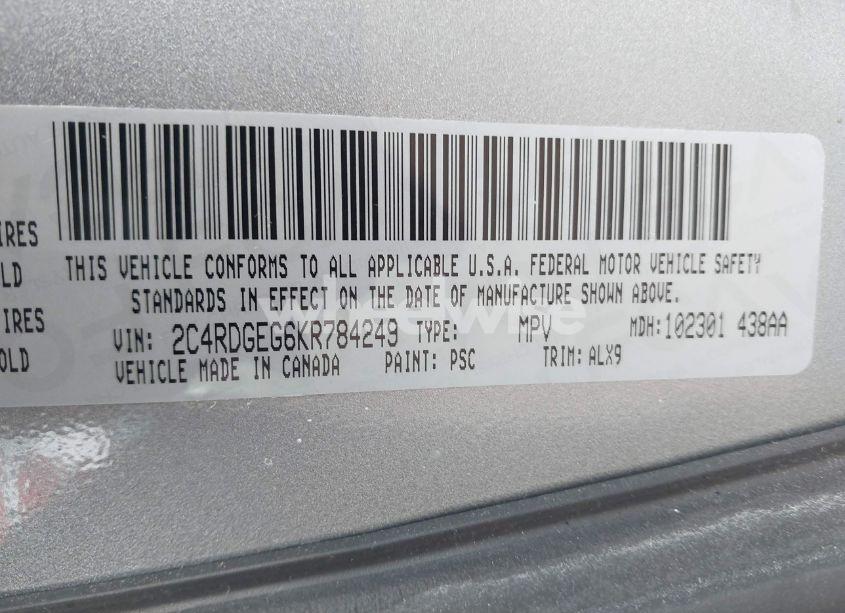 THIS VEHICLE CONFORMS TO ALL APPLICABLE U.S.A. FEDERAL MOTOR VEHICLE SAFETY
IRES
STANDARDS IN EFFECT ON THE DATE OF MANUFACTURE SHOWN ABOVE.
OLD
VIN: 2C4RDGEG6KR784249 TYPE: MPV MDH: 102301 438AA
IRES
VEHICLE MADE IN CANADA PAINT: PSC TRIM: ALX9
OLD